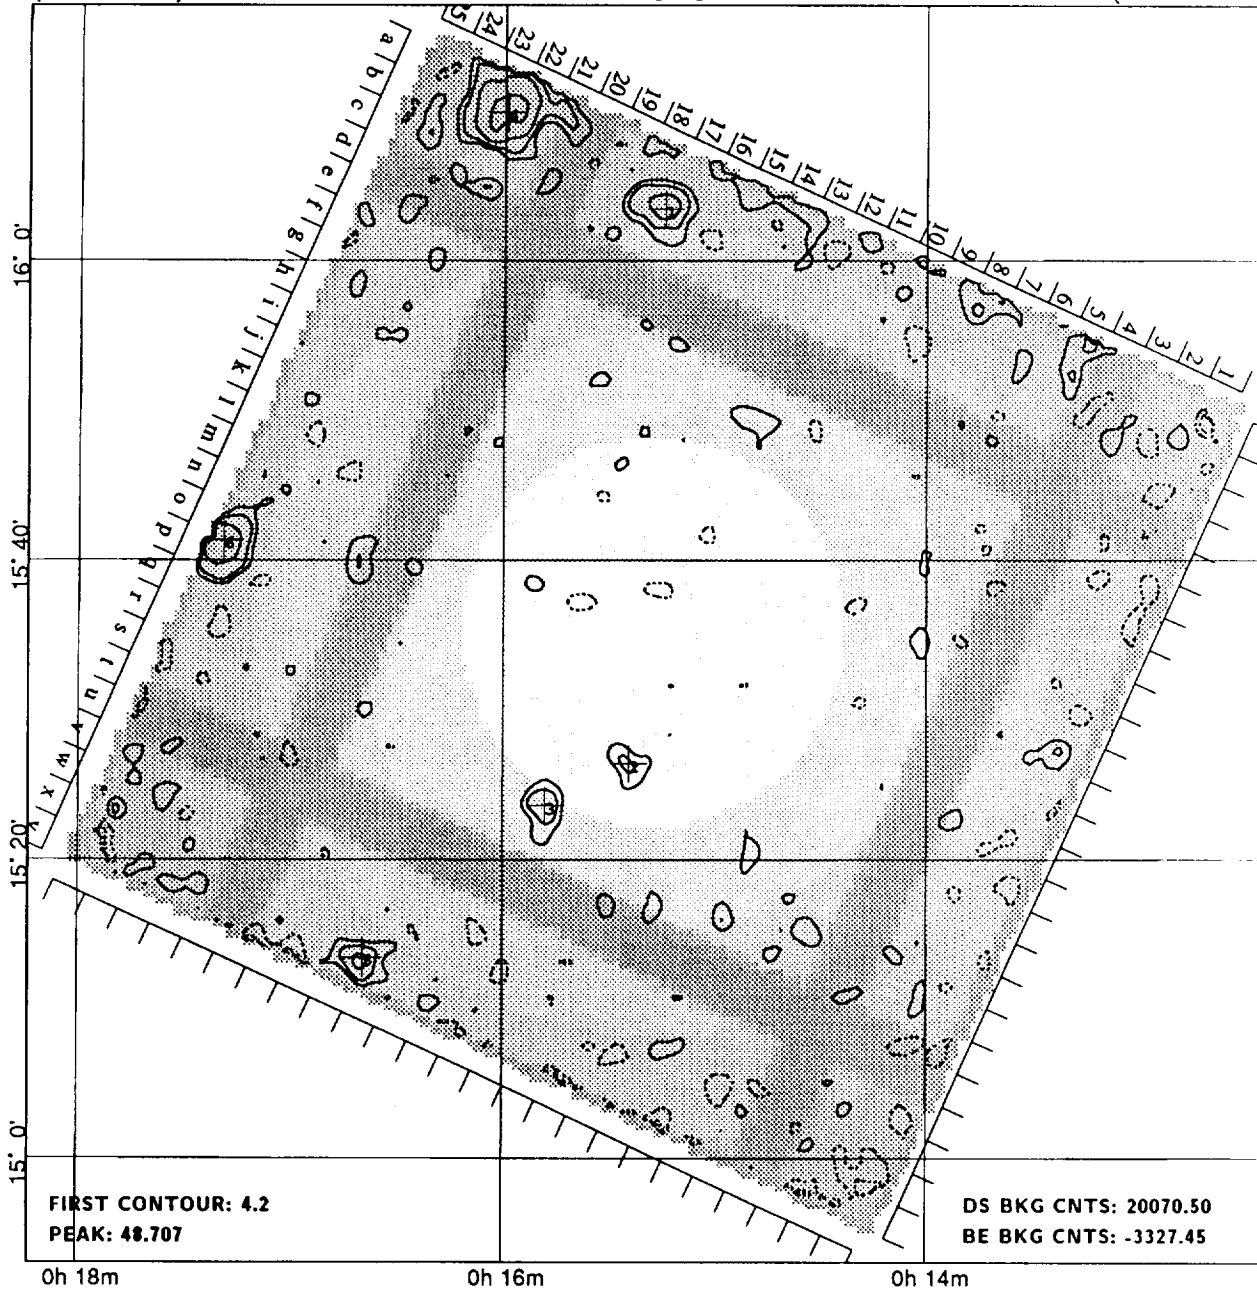 25 24 23 22 21 20 19 18 17 16 15 14 13 12 11 10 9 8 7 6 5 4 3 2 1
a b c d e f g h i j k l m n o p q r s t u v w x y
16° 0'
15° 40'
15° 20'
15° 0'
FIRST CONTOUR: 4.2
PEAK: 48.707
DS BKG CNTS: 20070.50
BE BKG CNTS: -3327.45
0h 18m
0h 16m
0h 14m